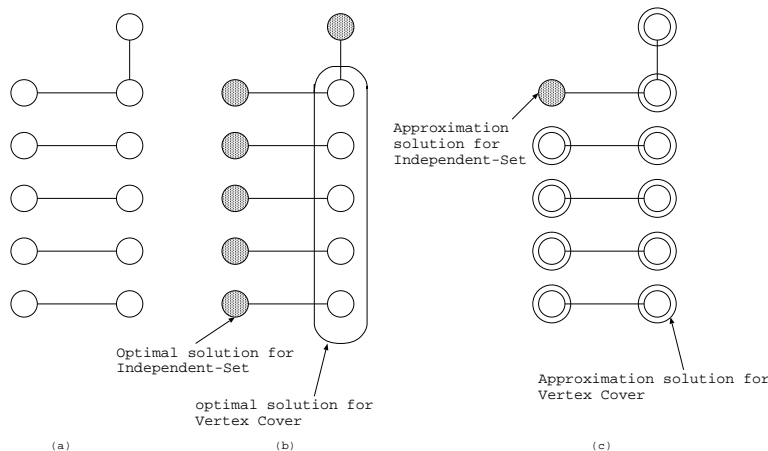 Approximation
solution for
Independent-Set
Optimal solution for
Independent-Set
optimal solution for
Vertex Cover
Approximation solution for
Vertex Cover
(a)
(b)
(c)